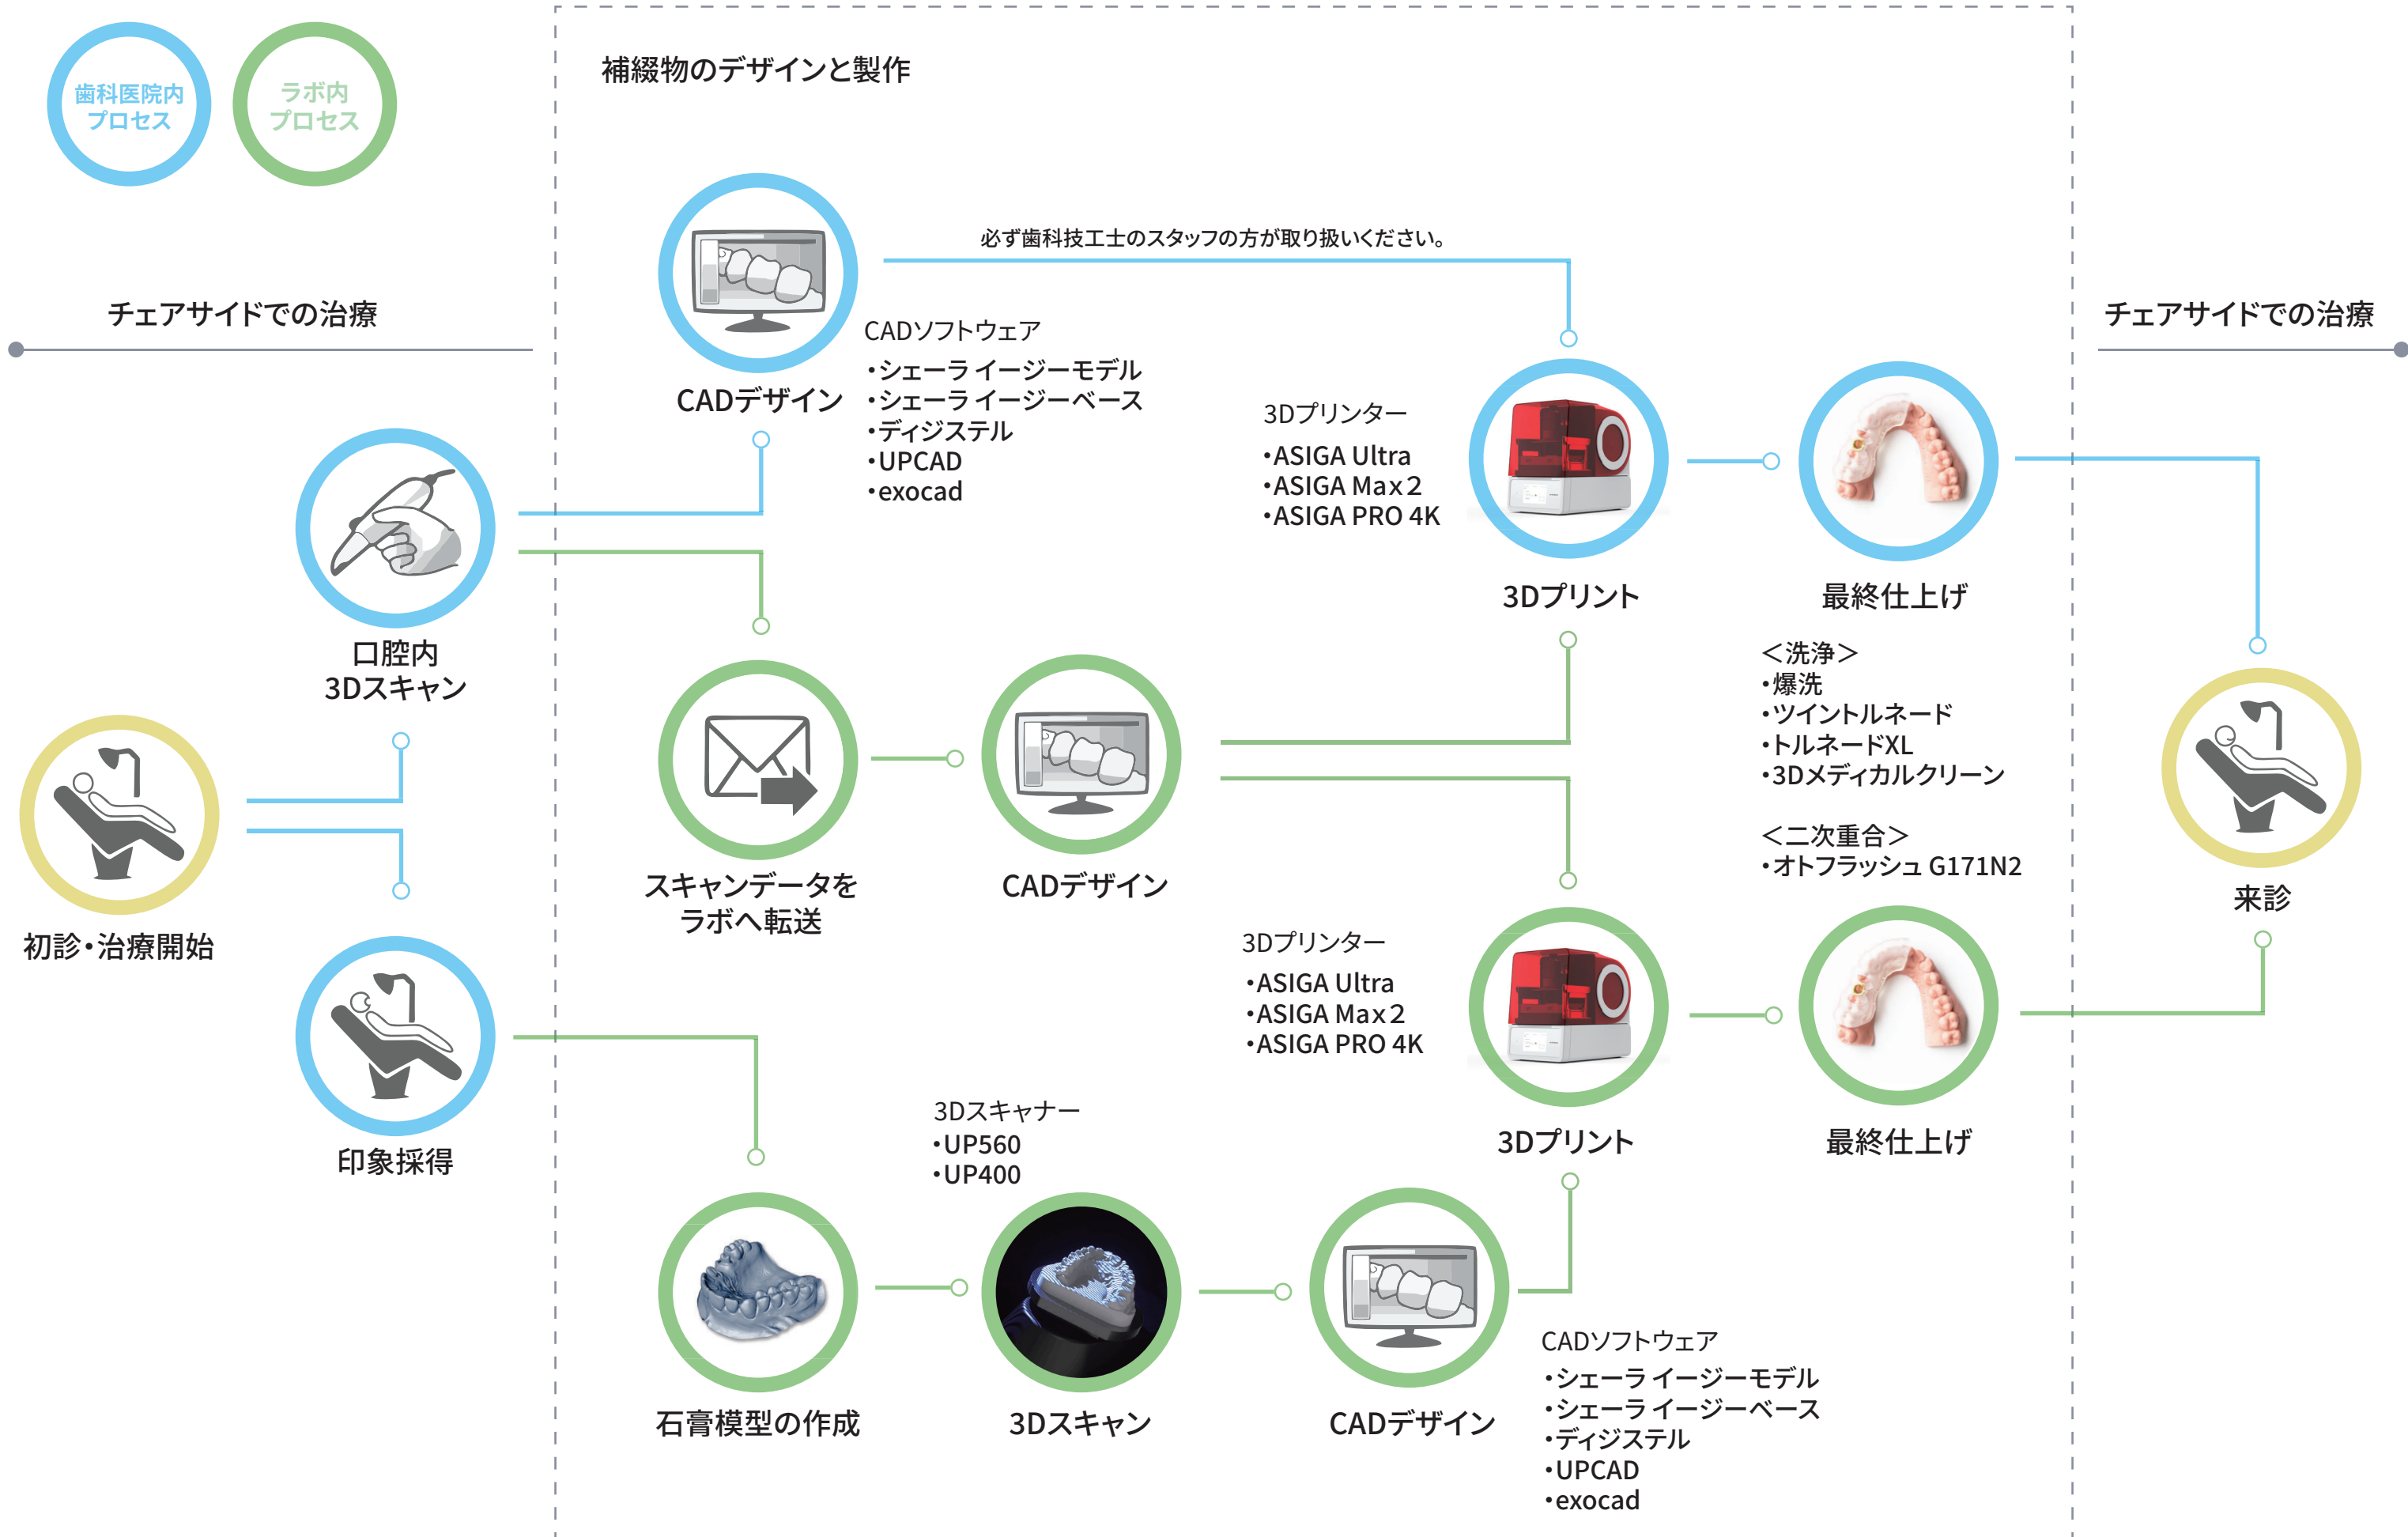 歯科医院内
プロセス
ラボ内
プロセス
補綴物のデザインと製作
チェアサイドでの治療
必ず歯科技工士のスタッフの方が取り扱いください。
チェアサイドでの治療
CADデザイン
CADソフトウェア
・シェーラ イージーモデル
・シェーラ イージーベース
・ディジステル
・UPCAD
・exocad
3Dプリンター
・ASIGA Ultra
・ASIGA Max2
・ASIGA PRO 4K
3Dプリント
最終仕上げ
口腔内
3Dスキャン
＜洗浄＞
・爆洗
・ツイントルネード
・トルネードXL
・3Dメディカルクリーン
＜二次重合＞
・オトフラッシュ G171N2
初診・治療開始
スキャンデータを
ラボへ転送
CADデザイン
来診
3Dプリンター
・ASIGA Ultra
・ASIGA Max2
・ASIGA PRO 4K
3Dプリント
最終仕上げ
印象採得
3Dスキャナー
・UP560
・UP400
石膏模型の作成
3Dスキャン
CADデザイン
CADソフトウェア
・シェーラ イージーモデル
・シェーラ イージーベース
・ディジステル
・UPCAD
・exocad